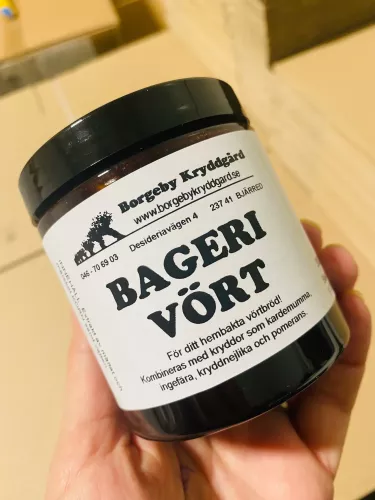 Borgeby Kryddgård
www.borgebykryddgard.se
046 - 70 69 03 Desideriavägen 4 237 41 BJÄRRED
BAGERI
VÖRT
För ditt hembakta vörtbröd!
Kombineras med kryddor som kardemumma,
ingefära, kryddnejlika och pomerans.